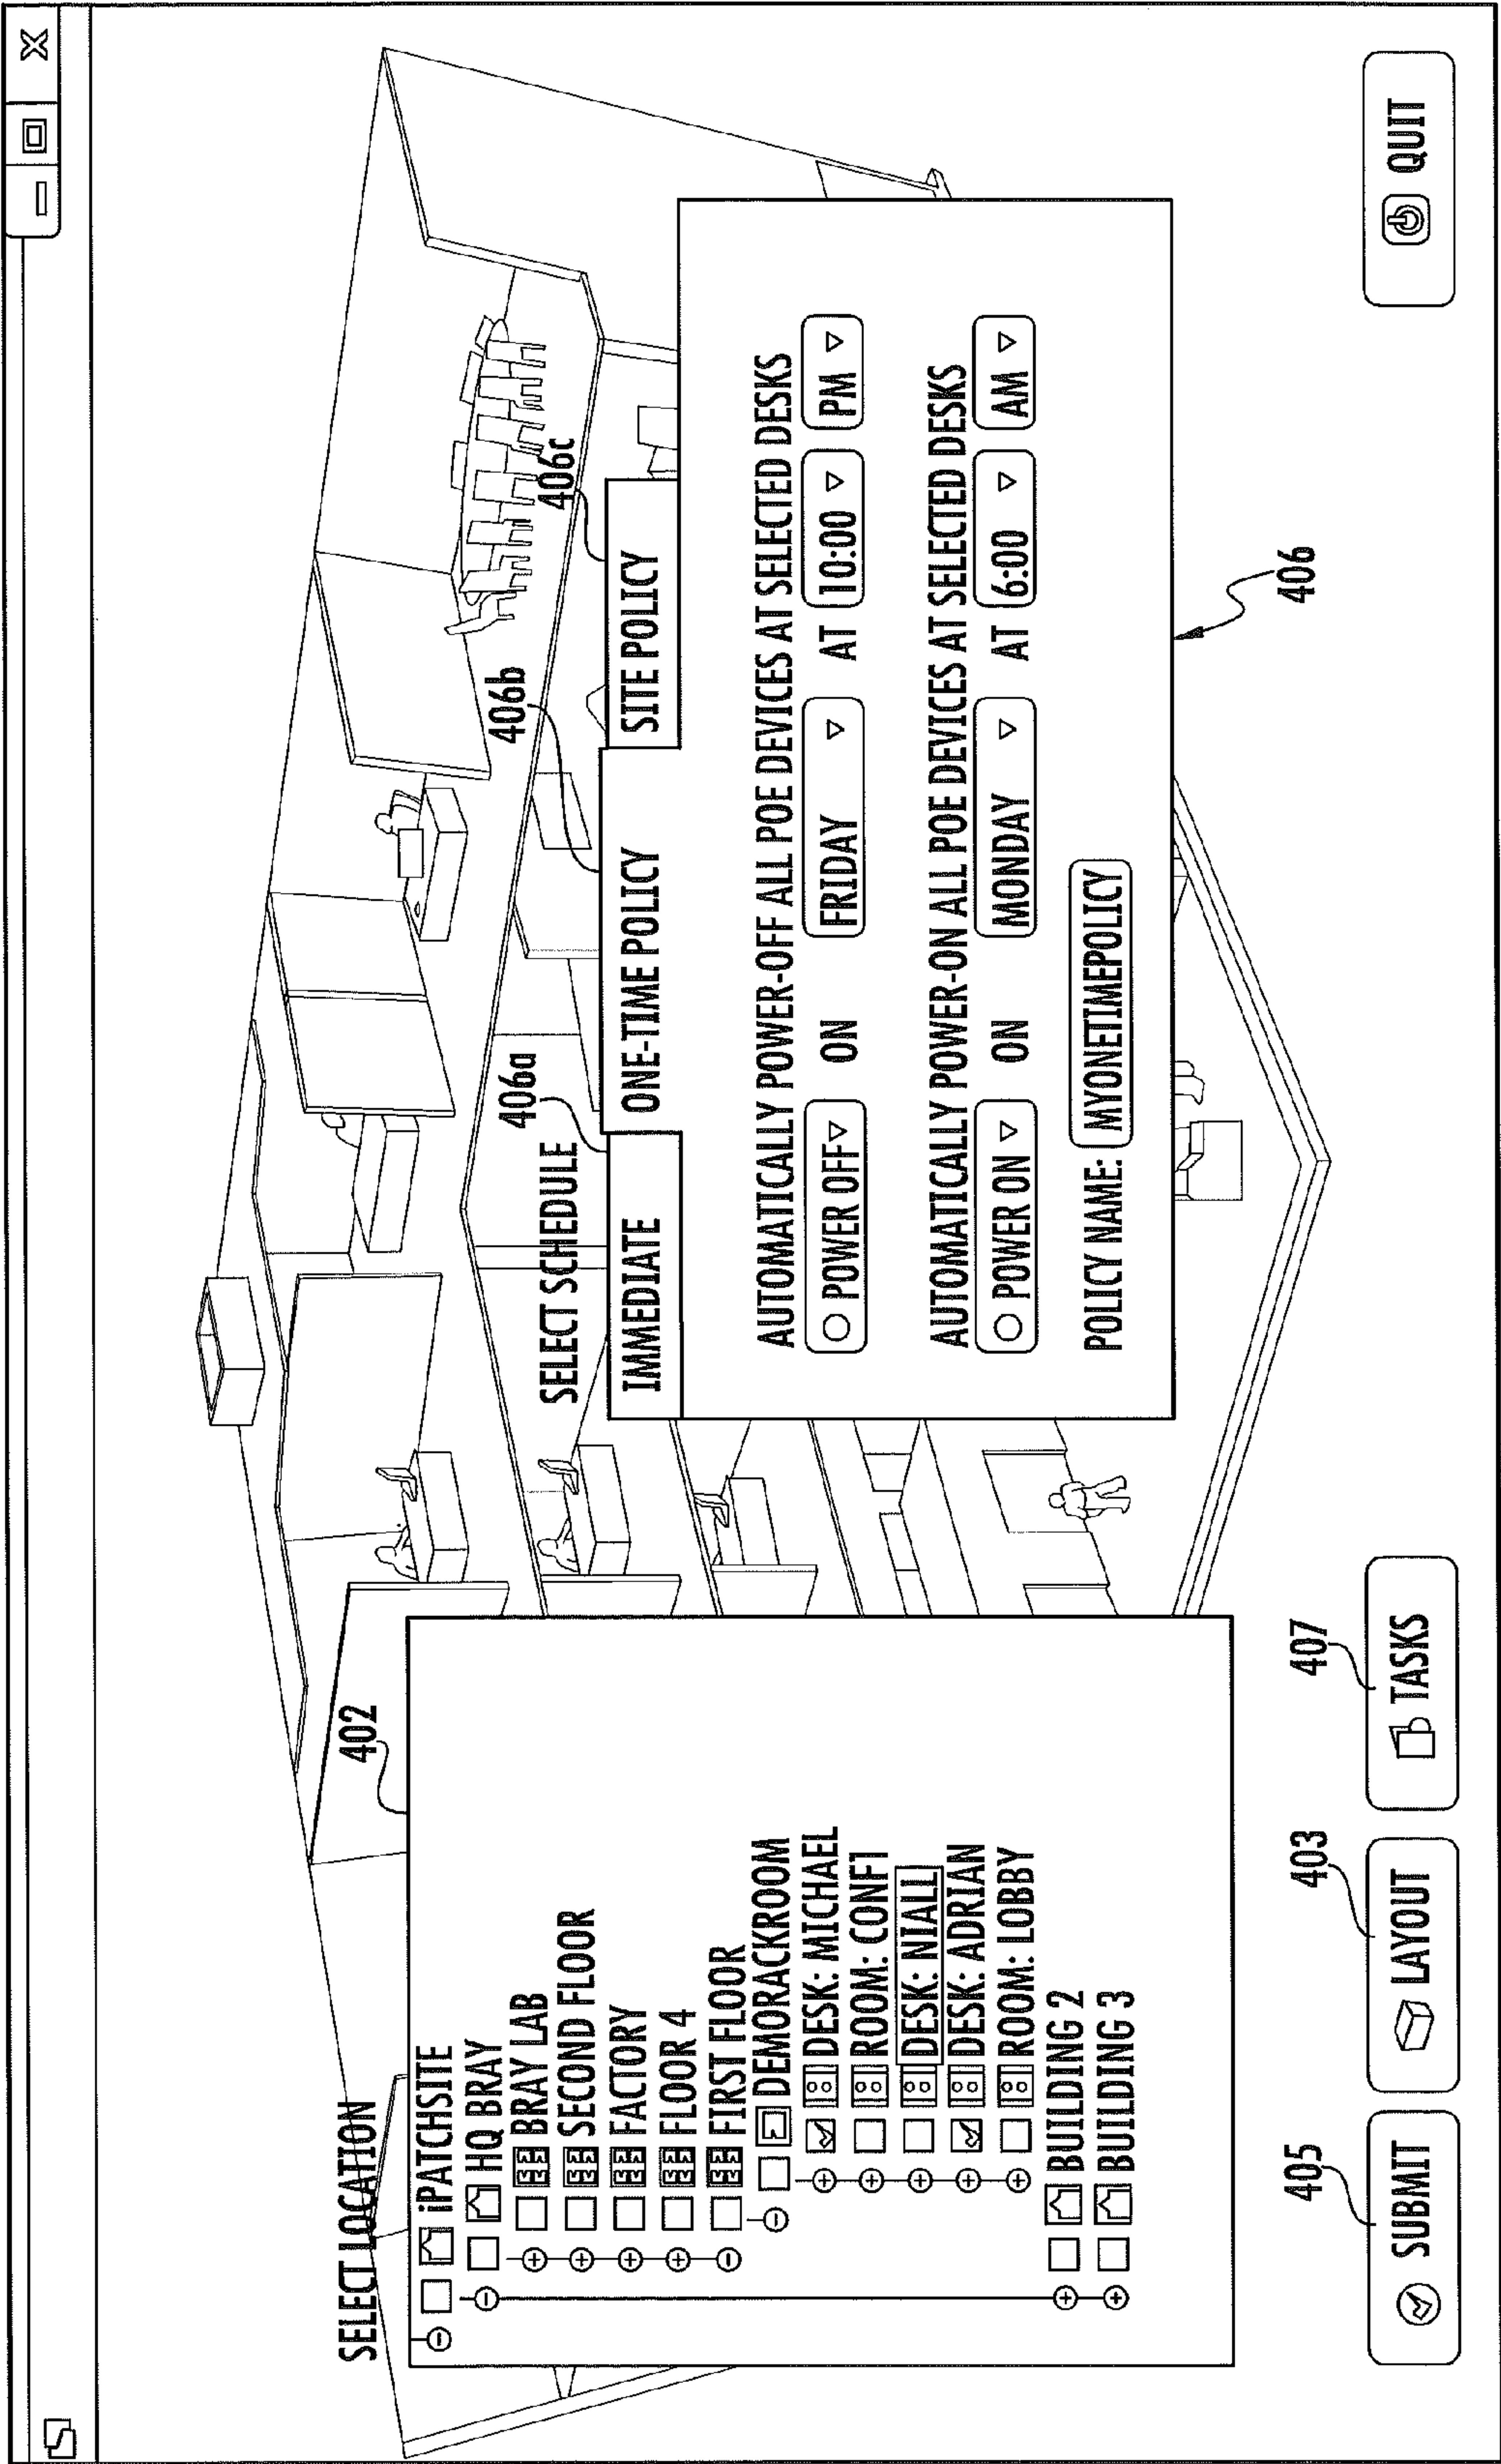 SELECT LOCATION
402
iPATCHSITE
HQ BRAY
BRAY LAB
SECOND FLOOR
FACTORY
FLOOR 4
FIRST FLOOR
DEMORACKROOM
DESK: MICHAEL
ROOM: CONF1
DESK: NIALL
DESK: ADRIAN
ROOM: LOBBY
BUILDING 2
BUILDING 3
SELECT SCHEDULE
406a
406b
406c
IMMEDIATE
ONE-TIME POLICY
SITE POLICY
AUTOMATICALLY POWER-OFF ALL POE DEVICES AT SELECTED DESKS
POWER OFF ON FRIDAY AT 10:00 PM
AUTOMATICALLY POWER-ON ALL POE DEVICES AT SELECTED DESKS
POWER ON ON MONDAY AT 6:00 AM
POLICY NAME: MYONETIMEPOLICY
406
405
403
407
SUBMIT
LAYOUT
TASKS
QUIT